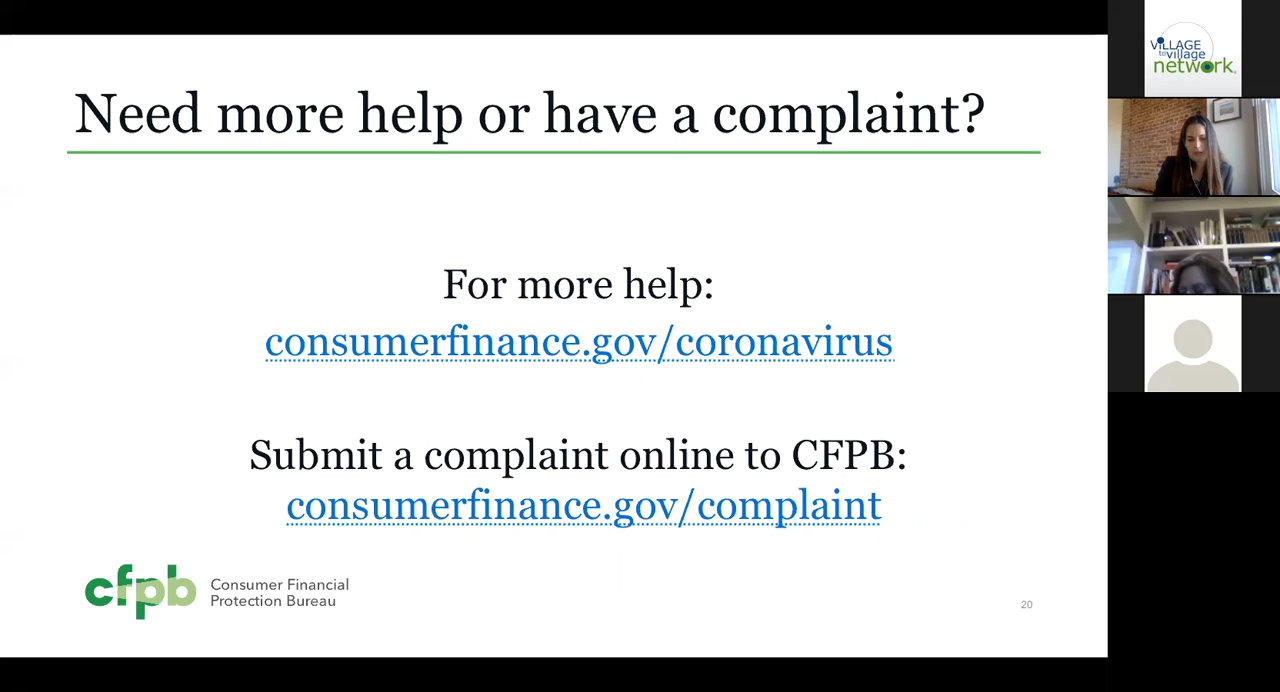 Need more help or have a complaint?
For more help:
consumerfinance.gov/coronavirus
Submit a complaint online to CFPB:
consumerfinance.gov/complaint
cfpb
Consumer Financial
Protection Bureau
20
ViLLAGE
to village
network